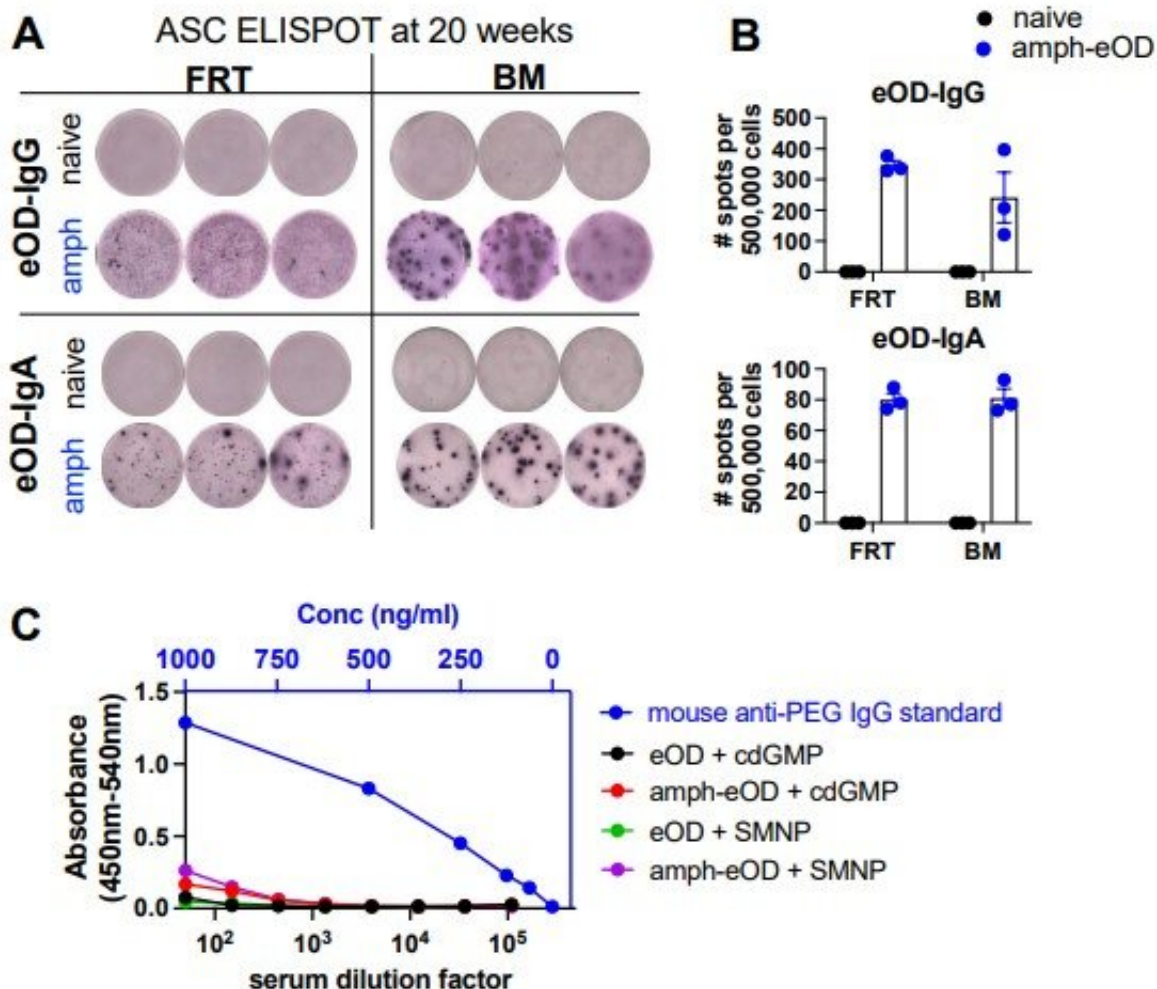 A
ASC ELISPOT at 20 weeks
FRT BM
eOD-IgG
naive
amph
eOD-IgA
naive
amph
B
naive
amph-eOD
eOD-IgG
# spots per
500,000 cells
500
400
300
200
100
0
FRT BM
eOD-IgA
# spots per
500,000 cells
100
80
60
40
20
0
FRT BM
C
Conc (ng/ml)
1000 750 500 250 0
Absorbance
(450nm-540nm)
1.5
1.0
0.5
0.0
10² 10³ 10⁴ 10⁵
serum dilution factor
mouse anti-PEG IgG standard
eOD + cdGMP
amph-eOD + cdGMP
eOD + SMNP
amph-eOD + SMNP